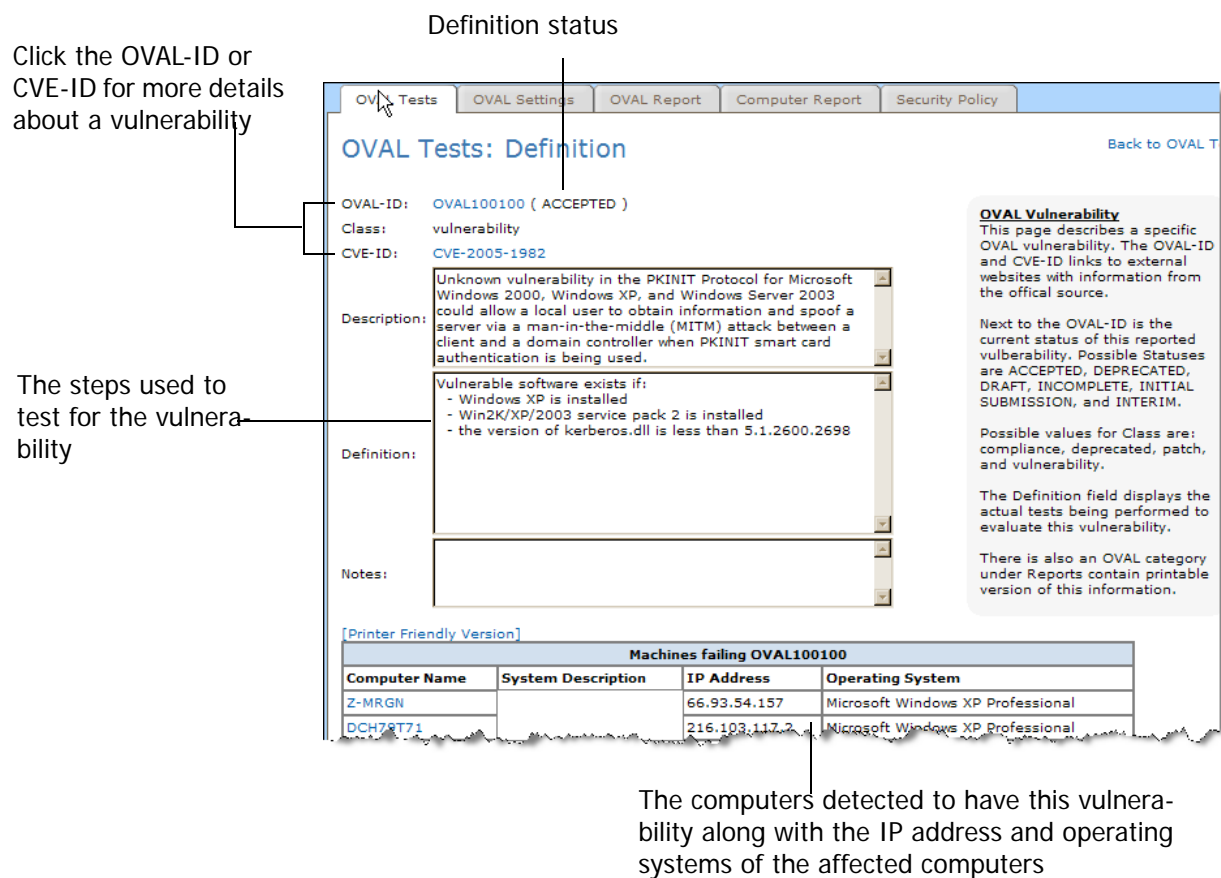 Definition status
Click the OVAL-ID or
CVE-ID for more details
about a vulnerability
OVAL Tests
OVAL Settings
OVAL Report
Computer Report
Security Policy
OVAL Tests: Definition
Back to OVAL T
OVAL-ID: OVAL100100 ( ACCEPTED )
Class: vulnerability
CVE-ID: CVE-2005-1982
Description:
Unknown vulnerability in the PKINIT Protocol for Microsoft
Windows 2000, Windows XP, and Windows Server 2003
could allow a local user to obtain information and spoof a
server via a man-in-the-middle (MITM) attack between a
client and a domain controller when PKINIT smart card
authentication is being used.
The steps used to
test for the vulnera-
bility
Definition:
Vulnerable software exists if:
- Windows XP is installed
- Win2K/XP/2003 service pack 2 is installed
- the version of kerberos.dll is less than 5.1.2600.2698
Notes:
OVAL Vulnerability
This page describes a specific
OVAL vulnerability. The OVAL-ID
and CVE-ID links to external
websites with information from
the offical source.
Next to the OVAL-ID is the
current status of this reported
vulberability. Possible Statuses
are ACCEPTED, DEPRECATED,
DRAFT, INCOMPLETE, INITIAL
SUBMISSION, and INTERIM.
Possible values for Class are:
compliance, deprecated, patch,
and vulnerability.
The Definition field displays the
actual tests being performed to
evaluate this vulnerability.
There is also an OVAL category
under Reports contain printable
version of this information.
[Printer Friendly Version]
Machines failing OVAL100100
Computer Name System Description IP Address Operating System
Z-MRGN 66.93.54.157 Microsoft Windows XP Professional
DCH79T71 216.103.117.2 Microsoft Windows XP Professional
The computers detected to have this vulnera-
bility along with the IP address and operating
systems of the affected computers